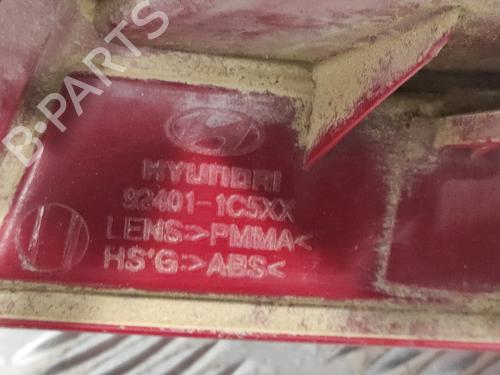 B-PARTS
HYUNDAI
92401-1C5XX
LENS>PMMA<
HS'G>ABS<